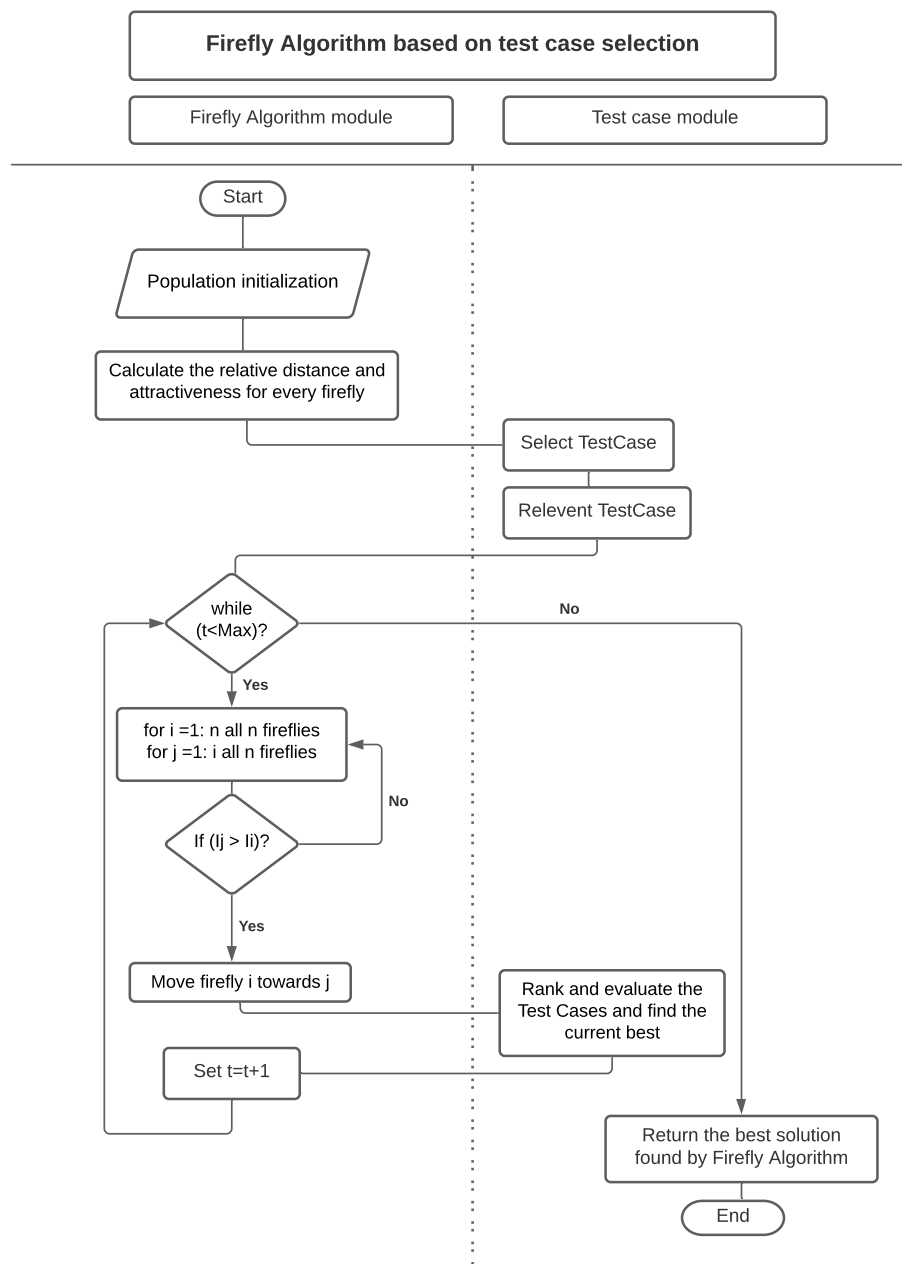 Firefly Algorithm based on test case selection
Firefly Algorithm module
Test case module
Start
Population initialization
Calculate the relative distance and
attractiveness for every firefly
Select TestCase
Relevent TestCase
while
(t<Max)?
No
Yes
for i =1: n all n fireflies
for j =1: i all n fireflies
No
If (Ij > Ii)?
Yes
Move firefly i towards j
Rank and evaluate the
Test Cases and find the
current best
Set t=t+1
Return the best solution
found by Firefly Algorithm
End